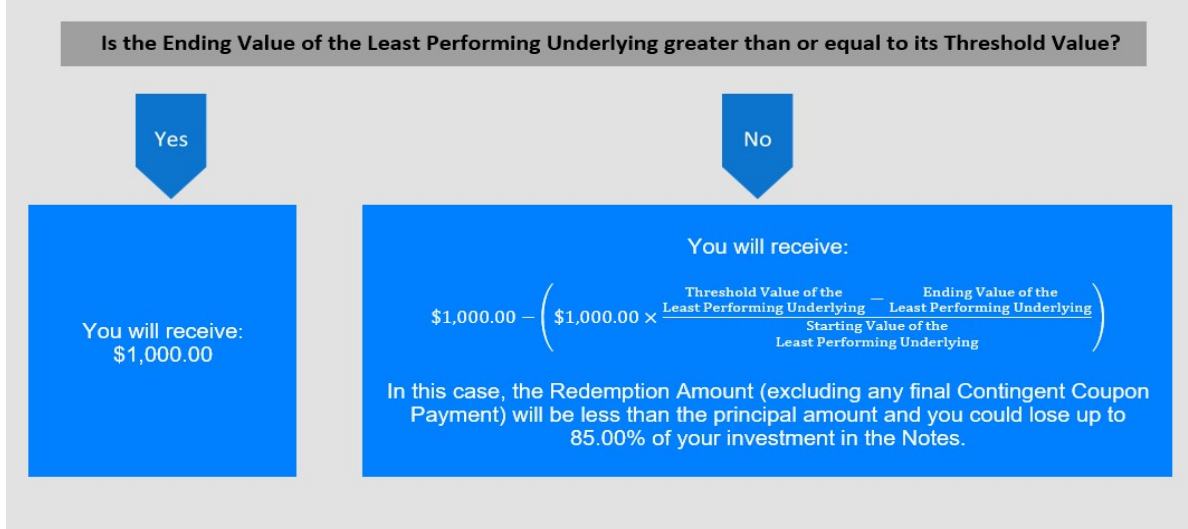 Is the Ending Value of the Least Performing Underlying greater than or equal to its Threshold Value?
Yes
No
You will receive:
$1,000.00
You will receive:
$1,000.00 − ($1,000.00 × (Threshold Value of the Least Performing Underlying − Ending Value of the Least Performing Underlying) / Starting Value of the Least Performing Underlying)
In this case, the Redemption Amount (excluding any final Contingent Coupon
Payment) will be less than the principal amount and you could lose up to
85.00% of your investment in the Notes.